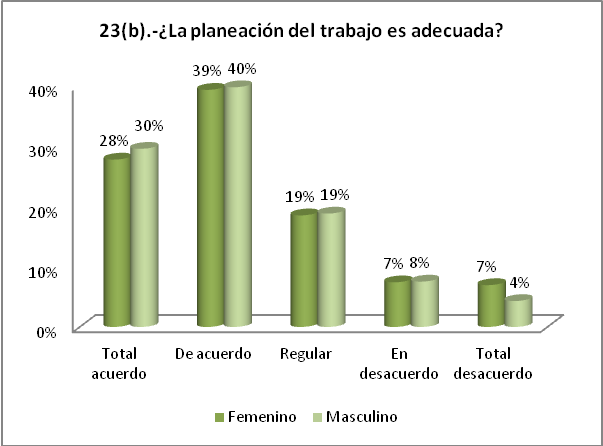 23(b).-¿La planeación del trabajo es adecuada?
40%
30%
20%
10%
0%
28%
30%
39%
40%
19%
19%
7%
8%
7%
4%
Total
acuerdo
De acuerdo
Regular
En
desacuerdo
Total
desacuerdo
Femenino
Masculino